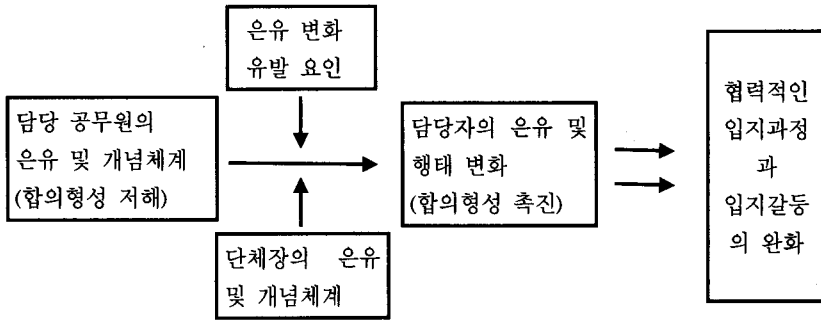 은유 변화
유발 요인
담당 공무원의
은유 및 개념체계
(합의형성 저해)
담당자의 은유 및
행태 변화
(합의형성 촉진)
단체장의 은유
및 개념체계
협력적인
입지과정
과
입지갈등
의 완화